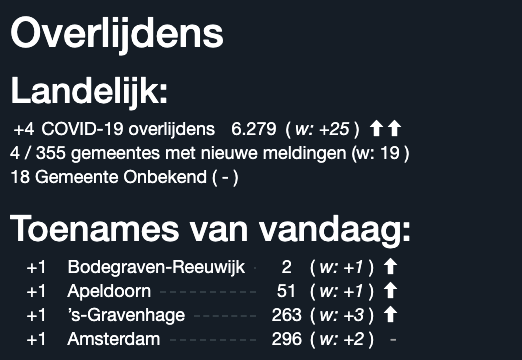 Overlijdens
Landelijk:
+4 COVID-19 overlijdens 6.279 ( w: +25 ) ⬆⬆
4 / 355 gemeentes met nieuwe meldingen (w: 19 )
18 Gemeente Onbekend ( - )
Toenames van vandaag:
+1 Bodegraven-Reeuwijk - 2 ( w: +1 ) ⬆
+1 Apeldoorn ----------- 51 ( w: +1 ) ⬆
+1 's-Gravenhage ------- 263 ( w: +3 ) ⬆
+1 Amsterdam ---------- 296 ( w: +2 ) -